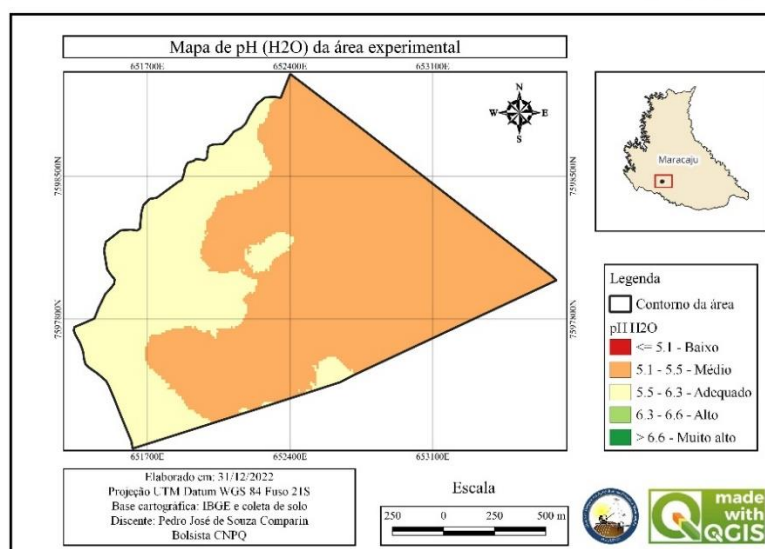 Mapa de pH (H2O) da área experimental
651700E 652400E 653100E
N
W E
S
7598500N 7598500N
7597800N 7597800N
651700E 652400E 653100E
Maracaju
Legenda
Contorno da área
pH H2O
<= 5.1 - Baixo
5.1 - 5.5 - Médio
5.5 - 6.3 - Adequado
6.3 - 6.6 - Alto
> 6.6 - Muito alto
Elaborado em: 31/12/2022
Projeção UTM Datum WGS 84 Fuso 21S
Base cartográfica: IBGE e coleta de solo
Discente: Pedro José de Souza Comparin
Bolsista CNPQ
Escala
250 0 250 500 m
made
with
QGIS